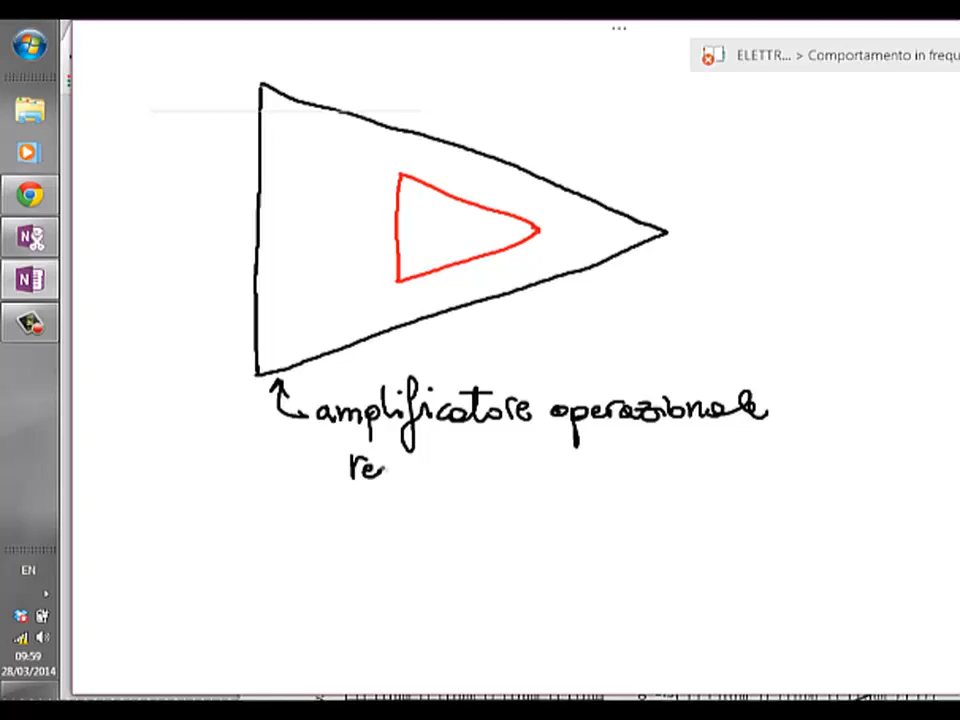 ...
ELETTR... > Comportamento in frequ
amplificatore operazionale
re
EN
09:59
28/03/2014